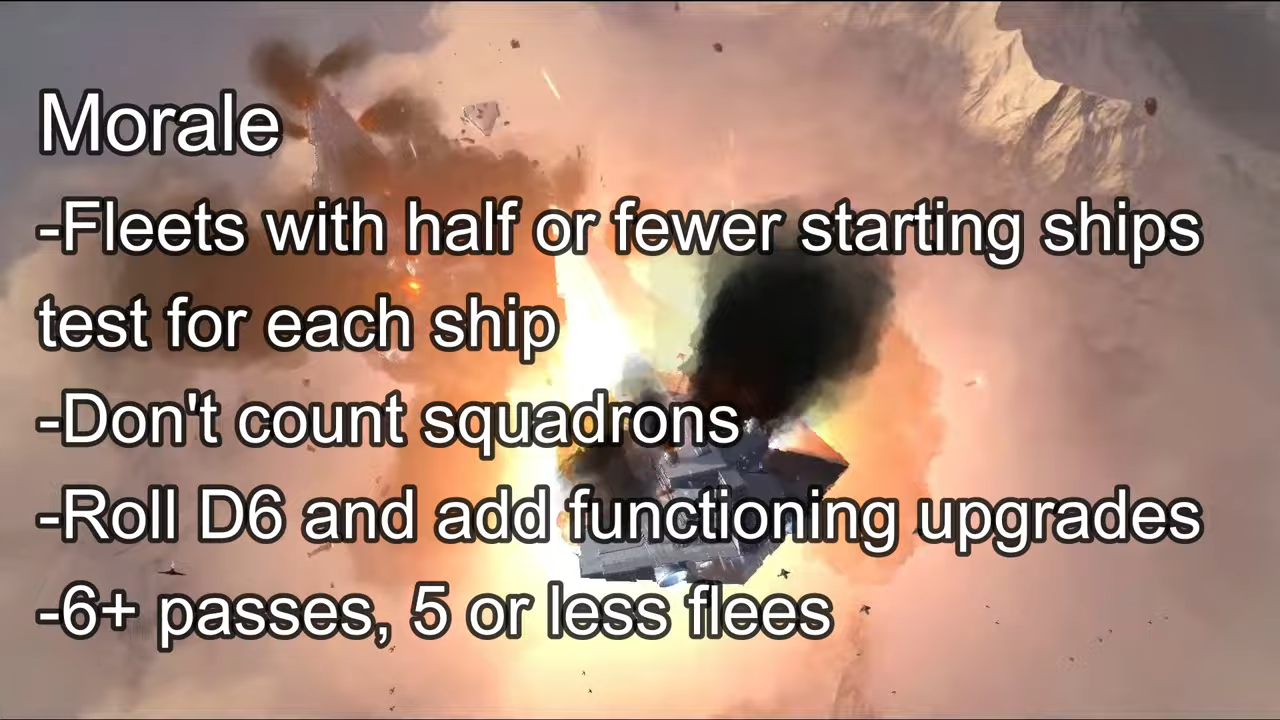 Morale
-Fleets with half or fewer starting ships
test for each ship
-Don't count squadrons
-Roll D6 and add functioning upgrades
-6+ passes, 5 or less flees